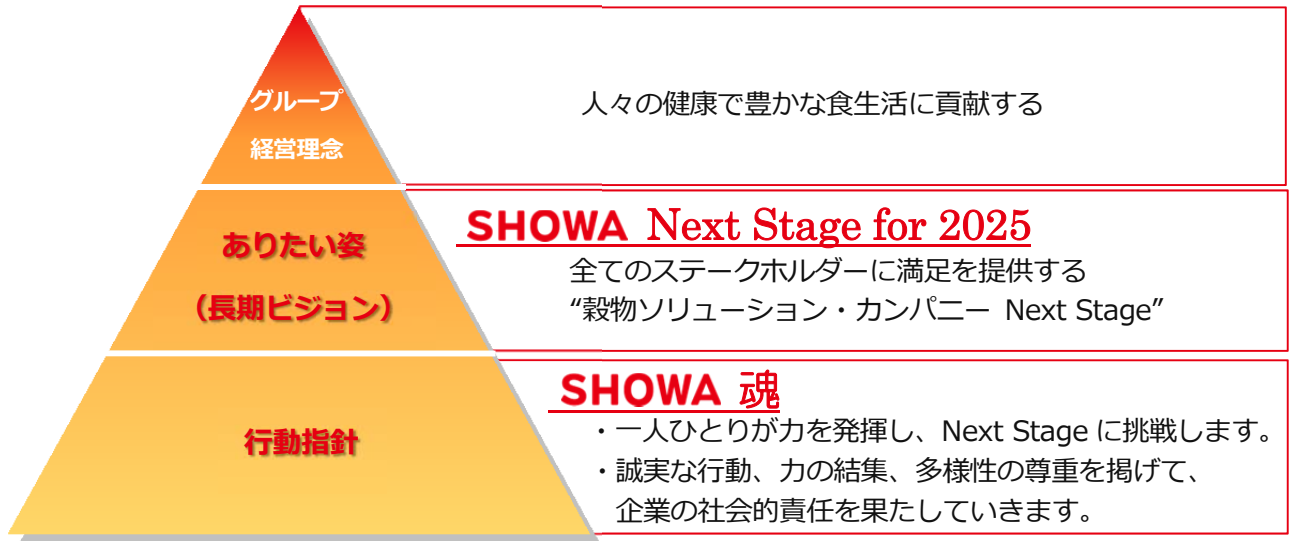 グループ
経営理念
人々の健康で豊かな食生活に貢献する
ありたい姿
（長期ビジョン）
SHOWA Next Stage for 2025
全てのステークホルダーに満足を提供する
“穀物ソリューション・カンパニー Next Stage”
行動指針
SHOWA 魂
・一人ひとりが力を発揮し、Next Stage に挑戦します。
・誠実な行動、力の結集、多様性の尊重を掲げて、
企業の社会的責任を果たしていきます。